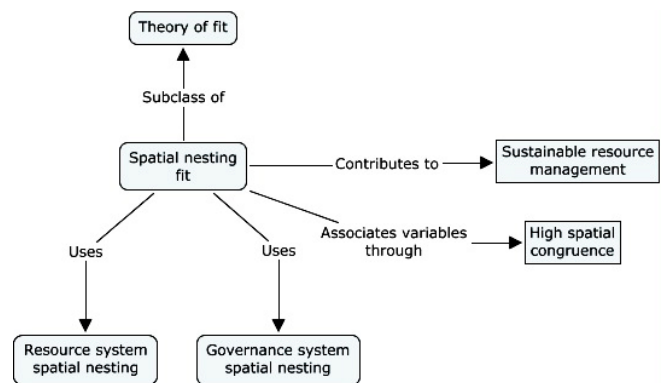 Theory of fit
Subclass of
Spatial nesting
fit
Contributes to
Sustainable resource
management
Uses
Uses
Associates variables
through
High spatial
congruence
Resource system
spatial nesting
Governance system
spatial nesting